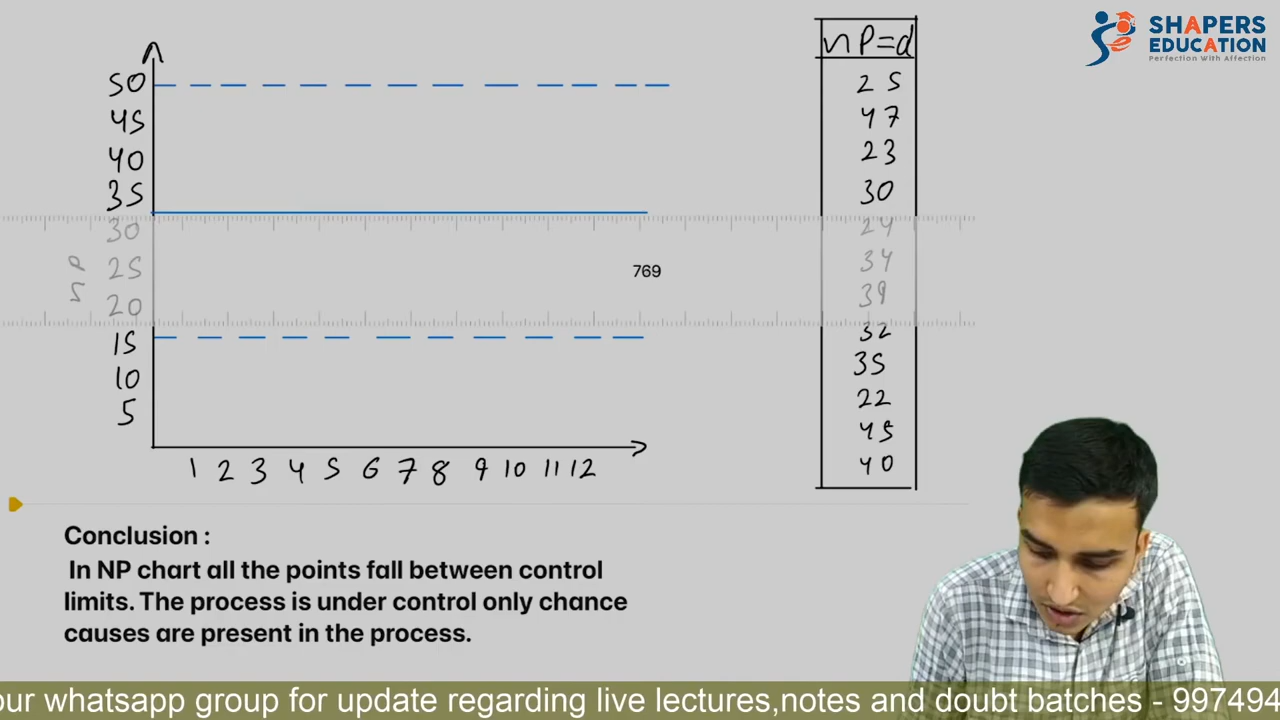 SHAPERS
EDUCATION
Perfection With Affection
nP=d
50
45
40
35
30
25
20
15
10
5
NP
1 2 3 4 5 6 7 8 9 10 11 12
769
25
47
23
30
24
34
39
32
35
22
45
40
Conclusion :
In NP chart all the points fall between control
limits. The process is under control only chance
causes are present in the process.
our whatsapp group for update regarding live lectures,notes and doubt batches - 997494